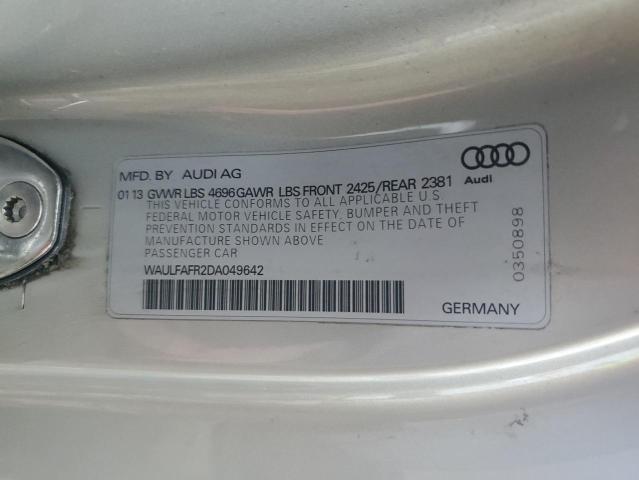 MFD. BY AUDI AG
01 13 GVWR LBS 4696 GAWR LBS FRONT 2425/REAR 2381
THIS VEHICLE CONFORMS TO ALL APPLICABLE U.S
FEDERAL MOTOR VEHICLE SAFETY, BUMPER AND THEFT
PREVENTION STANDARDS IN EFFECT ON THE DATE OF
MANUFACTURE SHOWN ABOVE
PASSENGER CAR
WAULFAFR2DA049642
GERMANY
Audi
0350898